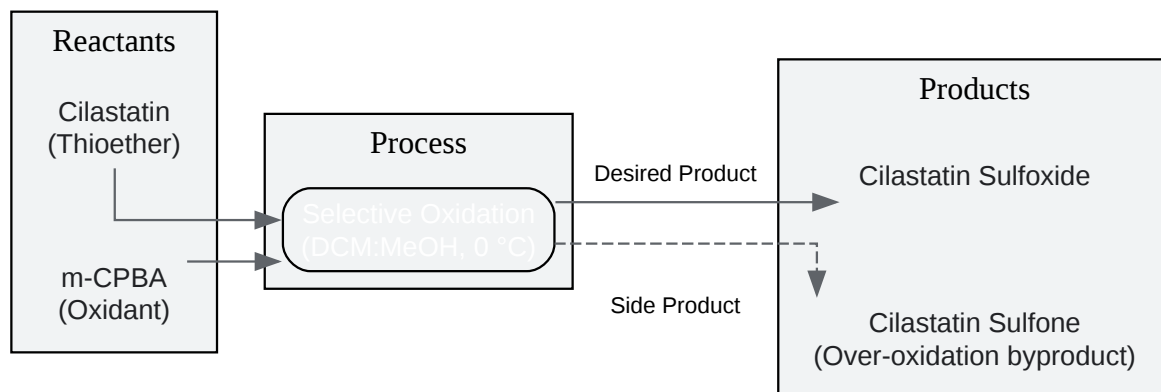 Reactants
Cilastatin
(Thioether)
m-CPBA
(Oxidant)
Process
Selective Oxidation
(DCM:MeOH, 0 °C)
Desired Product
Side Product
Products
Cilastatin Sulfoxide
Cilastatin Sulfone
(Over-oxidation byproduct)